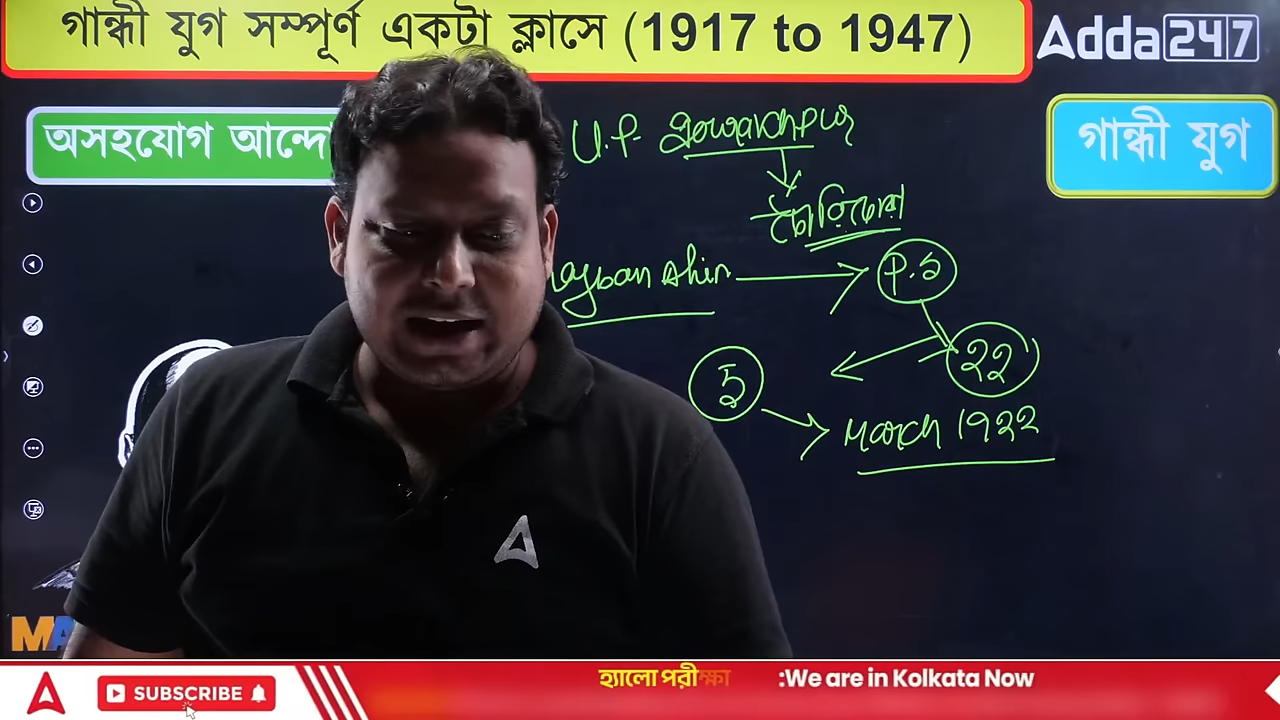 গান্ধী যুগ সম্পূর্ণ একটা ক্লাসে (1917 to 1947)
Adda247
অসহযোগ আন্দো
গান্ধী যুগ
U.P.
চৌরিচোরা
P.S
22
5
March 1922
MA
SUBSCRIBE
হ্যালো পরীক্ষা :We are in Kolkata Now